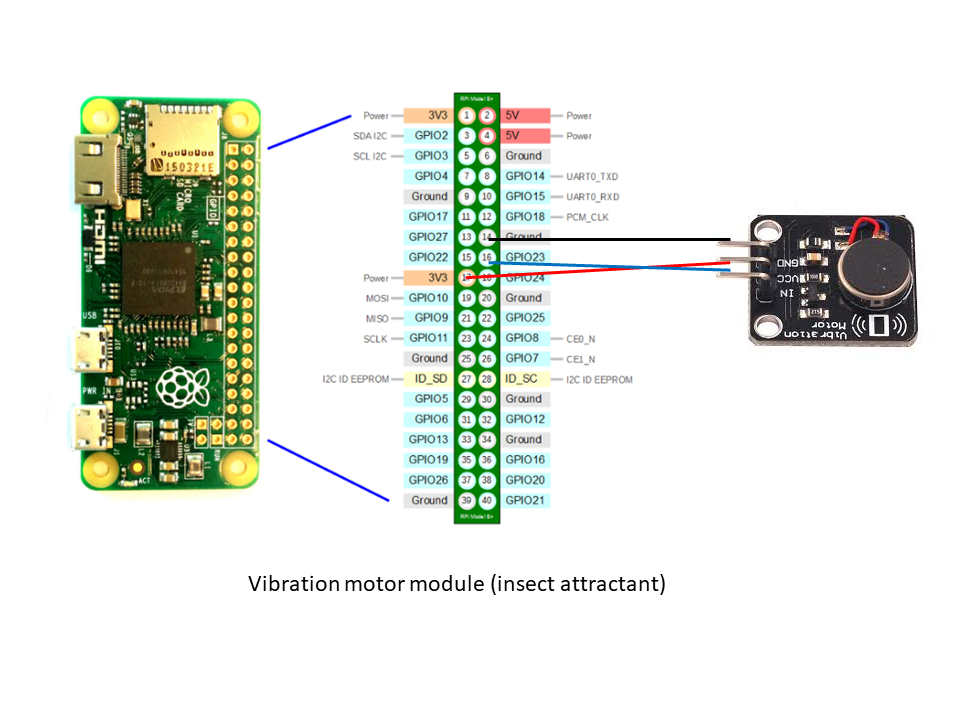 RPI Model B+
Power 3V3 1 2 5V Power
SDA I2C GPIO2 3 4 5V Power
SCL I2C GPIO3 5 6 Ground
GPIO4 7 8 GPIO14 UART0_TXD
Ground 9 10 GPIO15 UART0_RXD
GPIO17 11 12 GPIO18 PCM_CLK
GPIO27 13 14 Ground
GPIO22 15 16 GPIO23
Power 3V3 17 18 GPIO24
MOSI GPIO10 19 20 Ground
MISO GPIO9 21 22 GPIO25
SCLK GPIO11 23 24 GPIO8 CE0_N
Ground 25 26 GPIO7 CE1_N
I2C ID EEPROM ID_SD 27 28 ID_SC I2C ID EEPROM
GPIO5 29 30 Ground
GPIO6 31 32 GPIO12
GPIO13 33 34 Ground
GPIO19 35 36 GPIO16
GPIO26 37 38 GPIO20
Ground 39 40 GPIO21
RPI Model B+
150321E
MICRO
SD CARD
GPIO
HDMI
USB
PWR IN
RUN
ACT
GND
VCC
IN
Vibration
Motor
Vibration motor module (insect attractant)